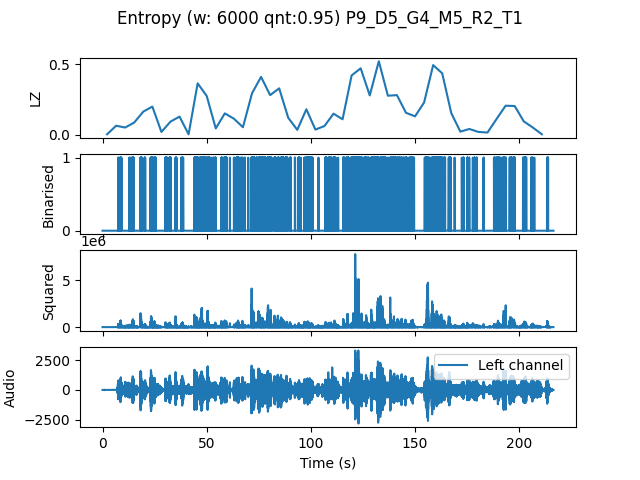 Entropy (w: 6000 qnt:0.95) P9_D5_G4_M5_R2_T1
0.5
LZ
0.0
1
Binarised
0
1e6
5
Squared
0
2500
Left channel
Audio
0
−2500
0 50 100 150 200
Time (s)